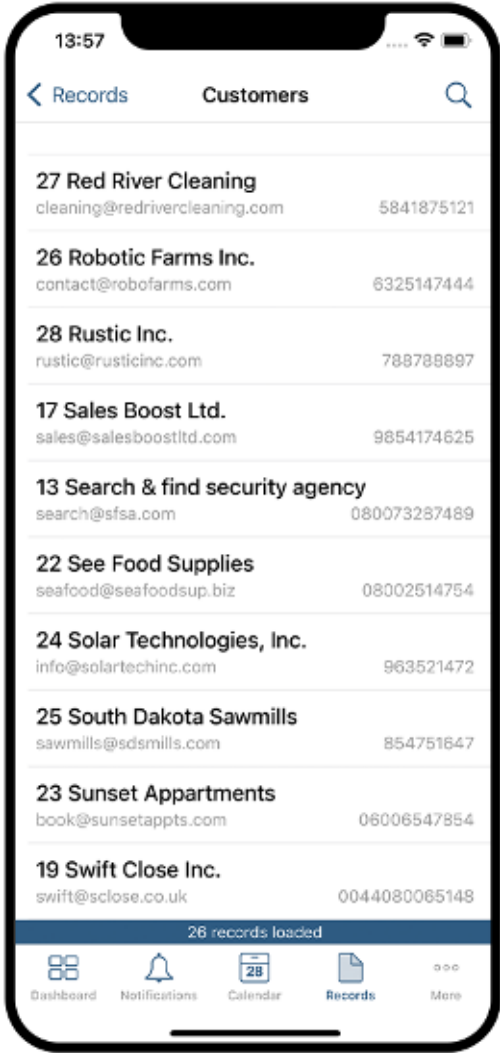 13:57
Records
Customers
27 Red River Cleaning
cleaning@redrivercleaning.com 5841875121
26 Robotic Farms Inc.
contact@robofarms.com 6325147444
28 Rustic Inc.
rustic@rusticinc.com 788788897
17 Sales Boost Ltd.
sales@salesboostltd.com 9854174625
13 Search & find security agency
search@sfsa.com 080073287489
22 See Food Supplies
seafood@seafoodsup.biz 08002514754
24 Solar Technologies, Inc.
info@solartechinc.com 963521472
25 South Dakota Sawmills
sawmills@sdsmills.com 854751647
23 Sunset Appartments
book@sunsetappts.com 06006547854
19 Swift Close Inc.
swift@sclose.co.uk 0044080065148
26 records loaded
28
Dashboard Notifications Calendar Records More